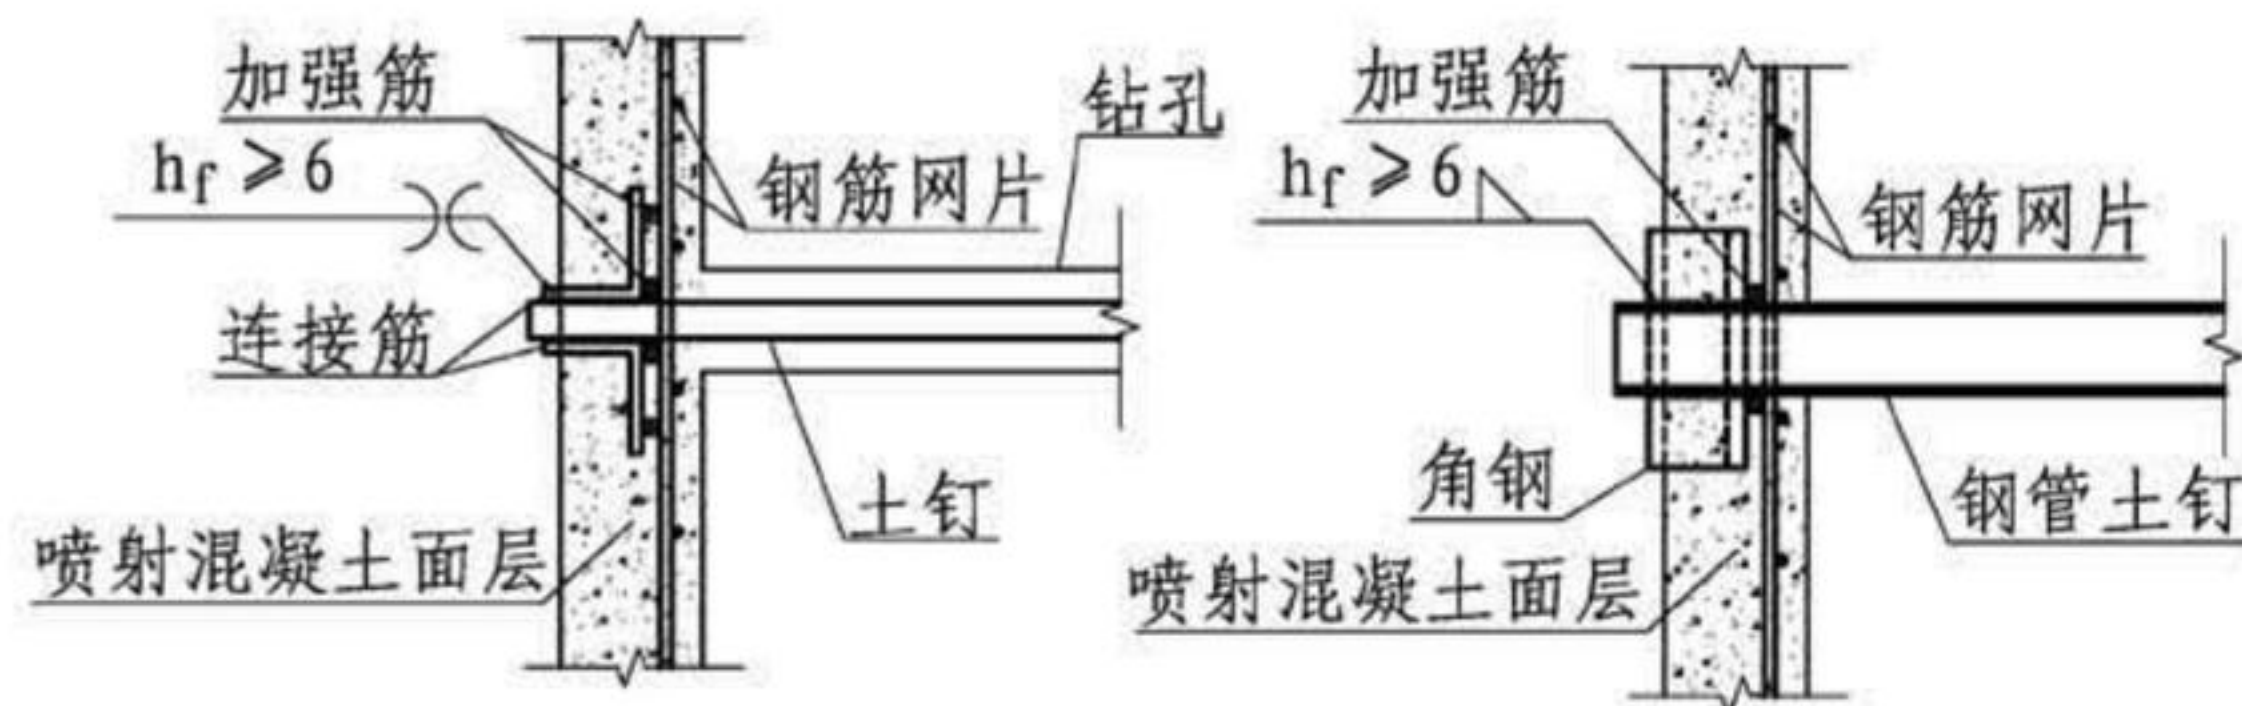 加强筋
h_f ≥ 6
连接筋
喷射混凝土面层
钢筋网片
钻孔
土钉
加强筋
h_f ≥ 6
钢筋网片
角钢
喷射混凝土面层
钢管土钉